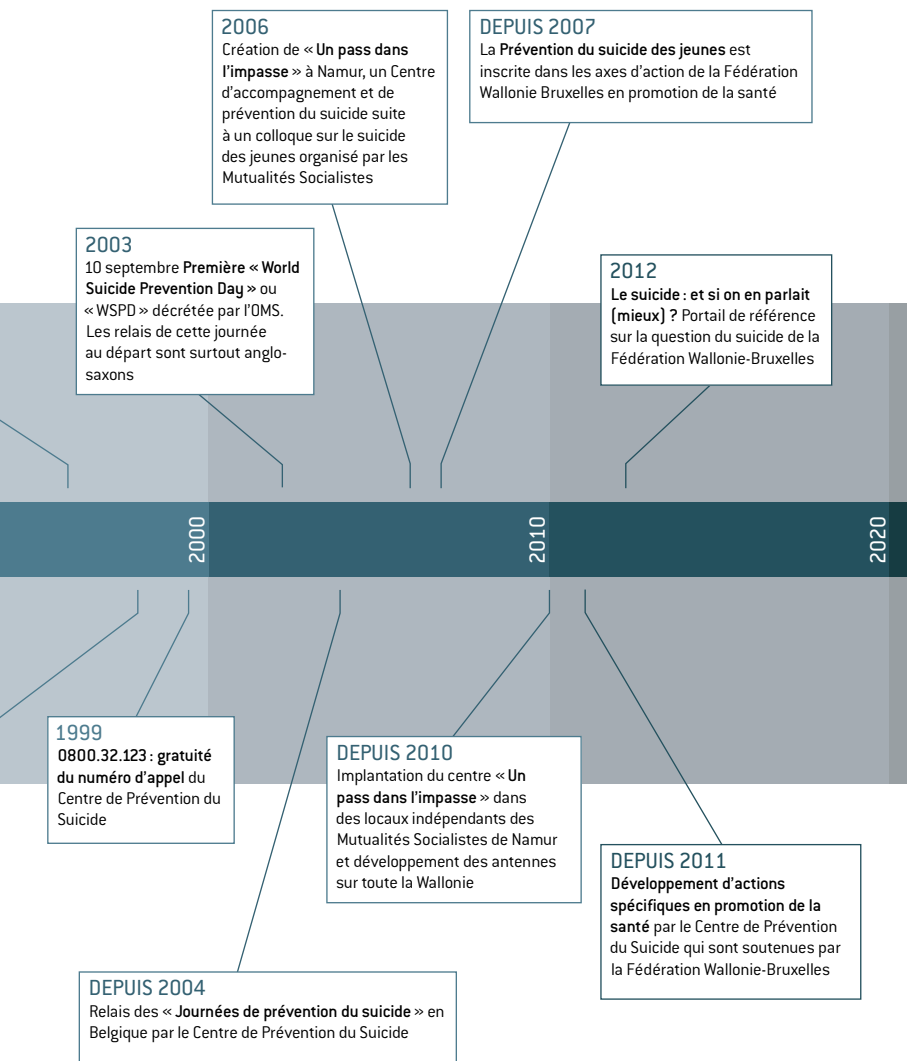 2006
Création de « Un pass dans
l’impasse » à Namur, un Centre
d’accompagnement et de
prévention du suicide suite
à un colloque sur le suicide
des jeunes organisé par les
Mutualités Socialistes
DEPUIS 2007
La Prévention du suicide des jeunes est
inscrite dans les axes d’action de la Fédération
Wallonie Bruxelles en promotion de la santé
2003
10 septembre Première « World
Suicide Prevention Day » ou
« WSPD » décrétée par l’OMS.
Les relais de cette journée
au départ sont surtout anglo-
saxons
2012
Le suicide : et si on en parlait
(mieux) ? Portail de référence
sur la question du suicide de la
Fédération Wallonie-Bruxelles
2000
2010
2020
1999
0800.32.123 : gratuité
du numéro d’appel du
Centre de Prévention du
Suicide
DEPUIS 2010
Implantation du centre « Un
pass dans l’impasse » dans
des locaux indépendants des
Mutualités Socialistes de Namur
et développement des antennes
sur toute la Wallonie
DEPUIS 2011
Développement d’actions
spécifiques en promotion de la
santé par le Centre de Prévention
du Suicide qui sont soutenues par
la Fédération Wallonie-Bruxelles
DEPUIS 2004
Relais des « Journées de prévention du suicide » en
Belgique par le Centre de Prévention du Suicide